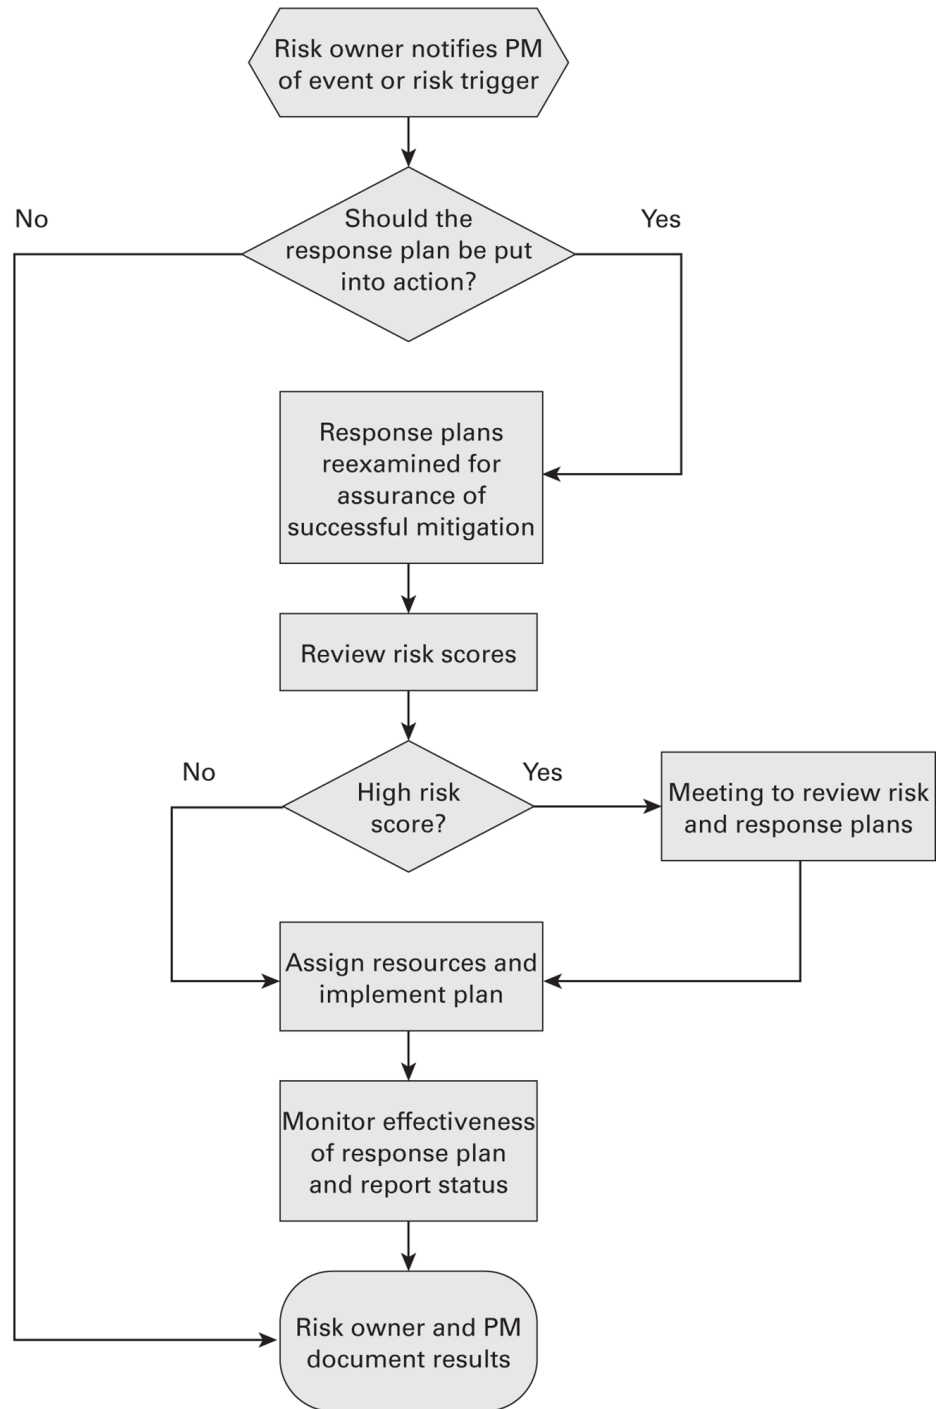 Risk owner notifies PM
of event or risk trigger
No
Should the
response plan be put
into action?
Yes
Response plans
reexamined for
assurance of
successful mitigation
Review risk scores
No
High risk
score?
Yes
Meeting to review risk
and response plans
Assign resources and
implement plan
Monitor effectiveness
of response plan
and report status
Risk owner and PM
document results